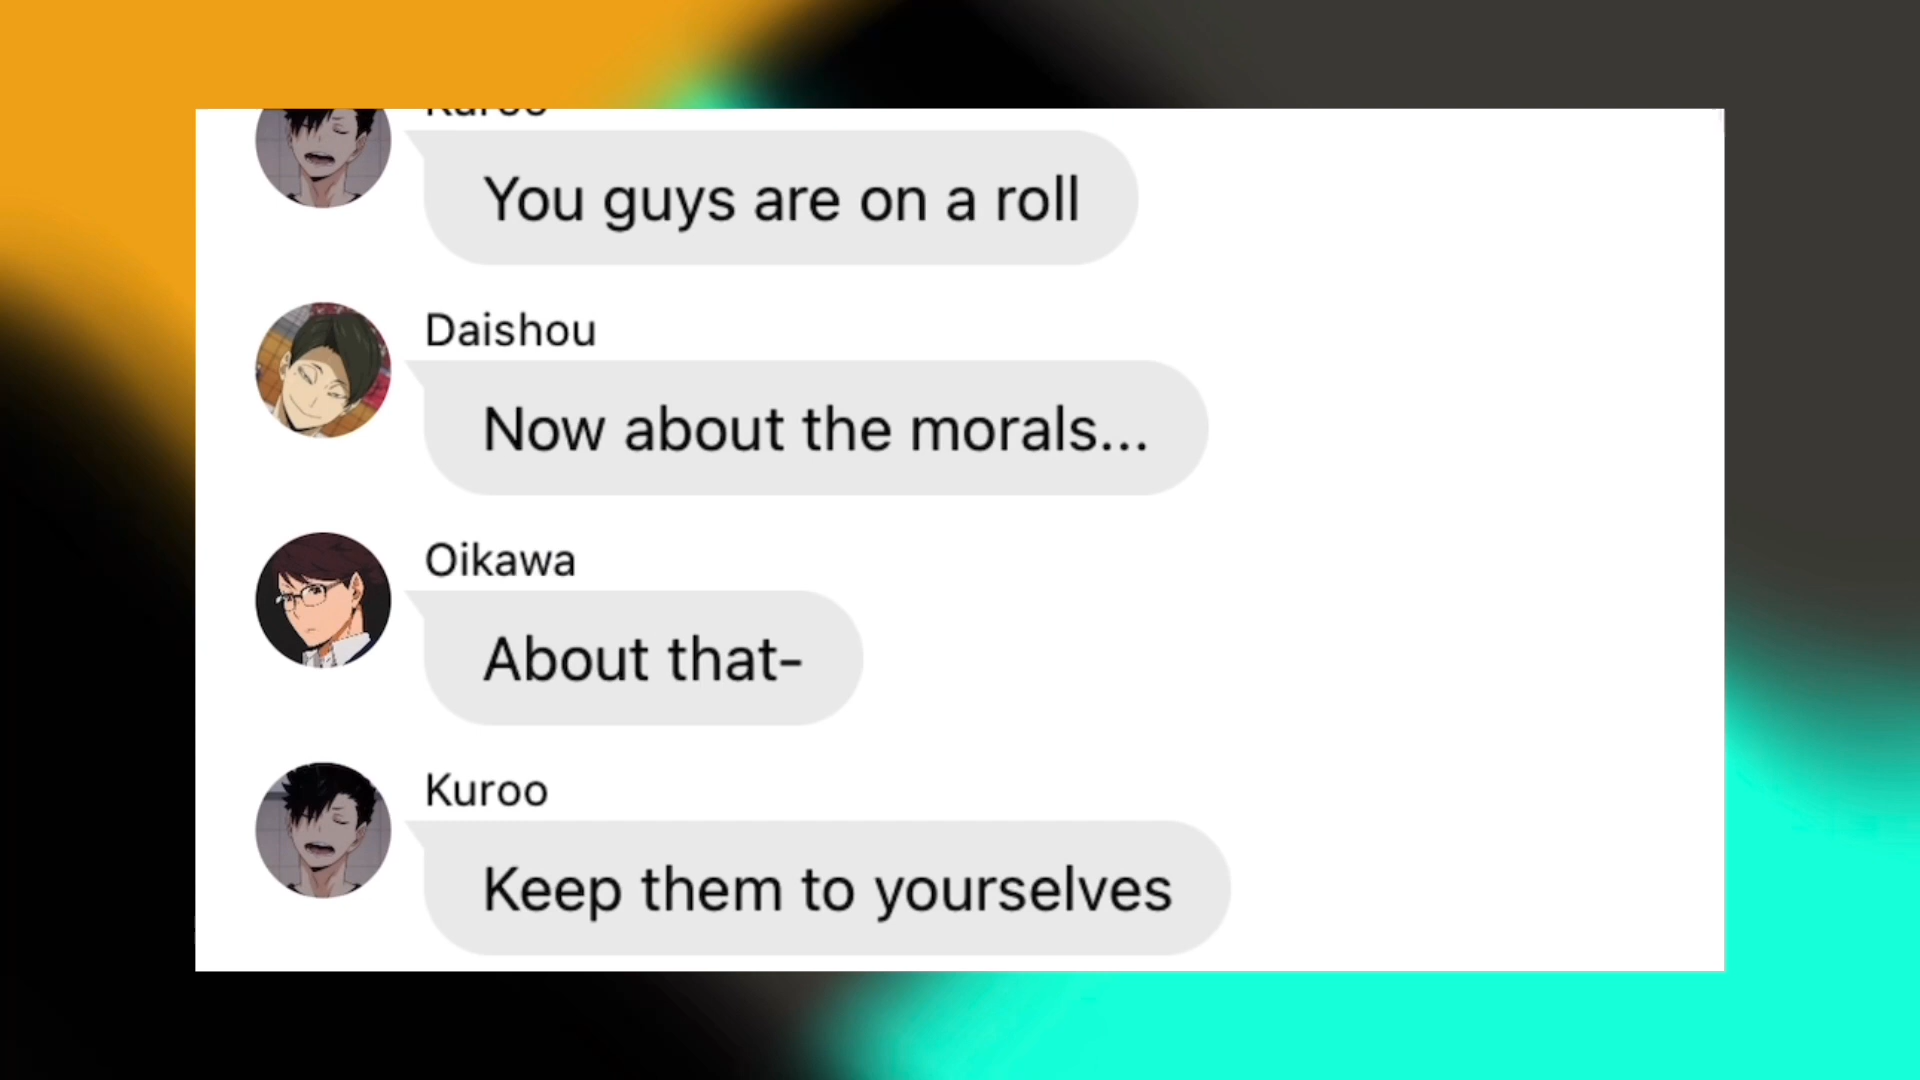 Kuroo
You guys are on a roll
Daishou
Now about the morals...
Oikawa
About that-
Kuroo
Keep them to yourselves